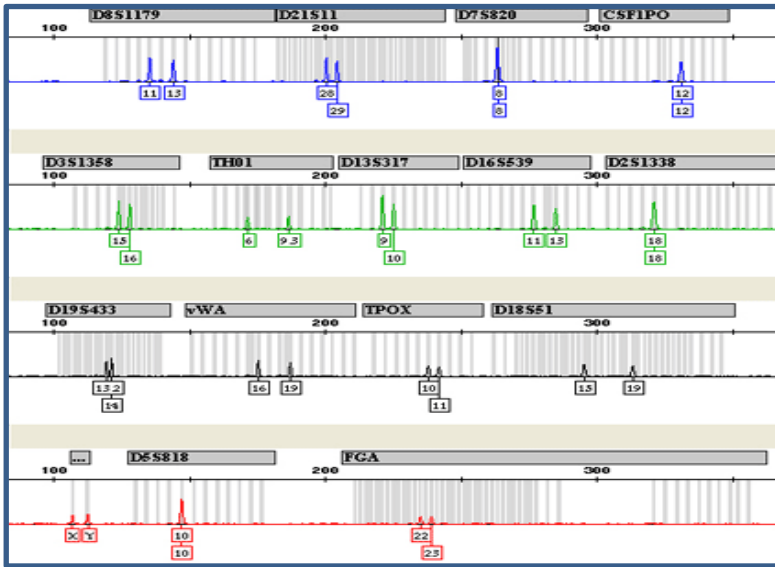 D8S1179 D21S11 D7S820 CSF1PO
100 200 300
11 13 28 8 12
29 8 12
D3S1358 TH01 D13S317 D16S539 D2S1338
100 200 300
15 6 9.3 9 11 13 18
16 10 18
D19S433 vWA TPOX D18S51
100 200 300
13.2 16 19 10 15 19
14 11
... D5S818 FGA
100 200 300
X Y 10 22
10 23